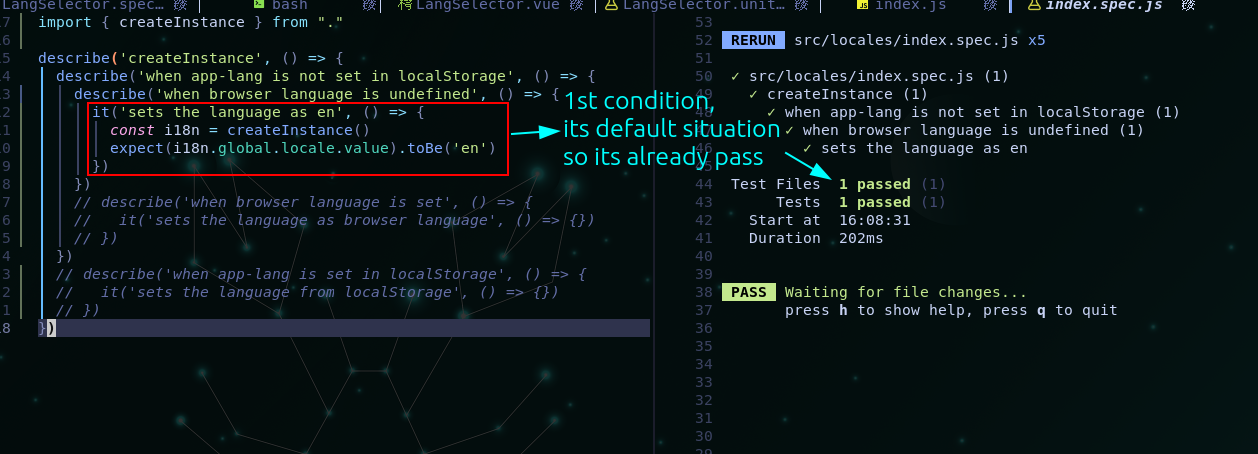 LangSelector.spec… bash LangSelector.vue LangSelector.unit… index.js index.spec.js
7 import { createInstance } from "."
16
15 describe('createInstance', () => {
14 describe('when app-lang is not set in localStorage', () => {
13 describe('when browser language is undefined', () => {
12 it('sets the language as en', () => {
11 const i18n = createInstance()
10 expect(i18n.global.locale.value).toBe('en')
9 })
8 })
7 // describe('when browser language is set', () => {
6 // it('sets the language as browser language', () => {})
5 // })
4 })
3 // describe('when app-lang is set in localStorage', () => {
2 // it('sets the language from localStorage', () => {})
1 // })
18 })
1st condition,
its default situation
so its already pass
53
52 RERUN src/locales/index.spec.js x5
51
50 ✓ src/locales/index.spec.js (1)
49 ✓ createInstance (1)
48 ✓ when app-lang is not set in localStorage (1)
47 ✓ when browser language is undefined (1)
46 ✓ sets the language as en
45
44 Test Files 1 passed (1)
43 Tests 1 passed (1)
42 Start at 16:08:31
41 Duration 202ms
40
39
38 PASS Waiting for file changes...
37 press h to show help, press q to quit
36
35
34
33
32
31
30